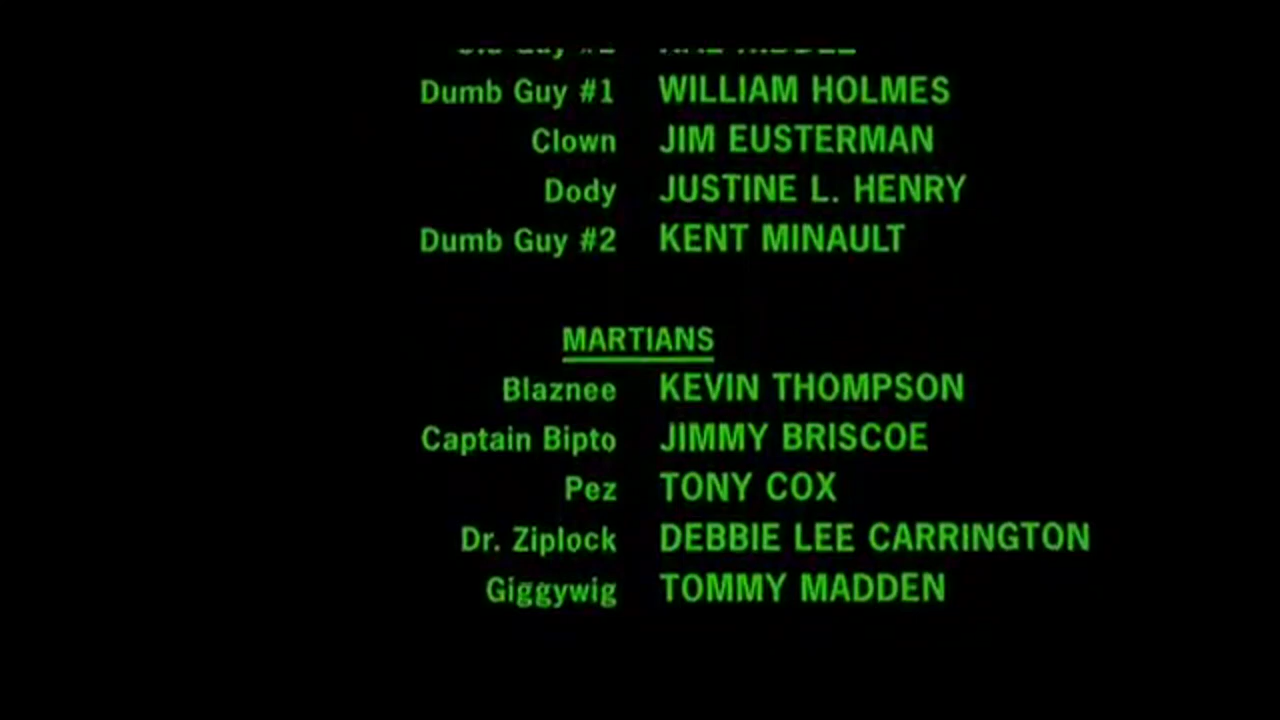 Dumb Guy #1 WILLIAM HOLMES
Clown JIM EUSTERMAN
Dody JUSTINE L. HENRY
Dumb Guy #2 KENT MINAULT
MARTIANS
Blaznee KEVIN THOMPSON
Captain Bipto JIMMY BRISCOE
Pez TONY COX
Dr. Ziplock DEBBIE LEE CARRINGTON
Giggywig TOMMY MADDEN